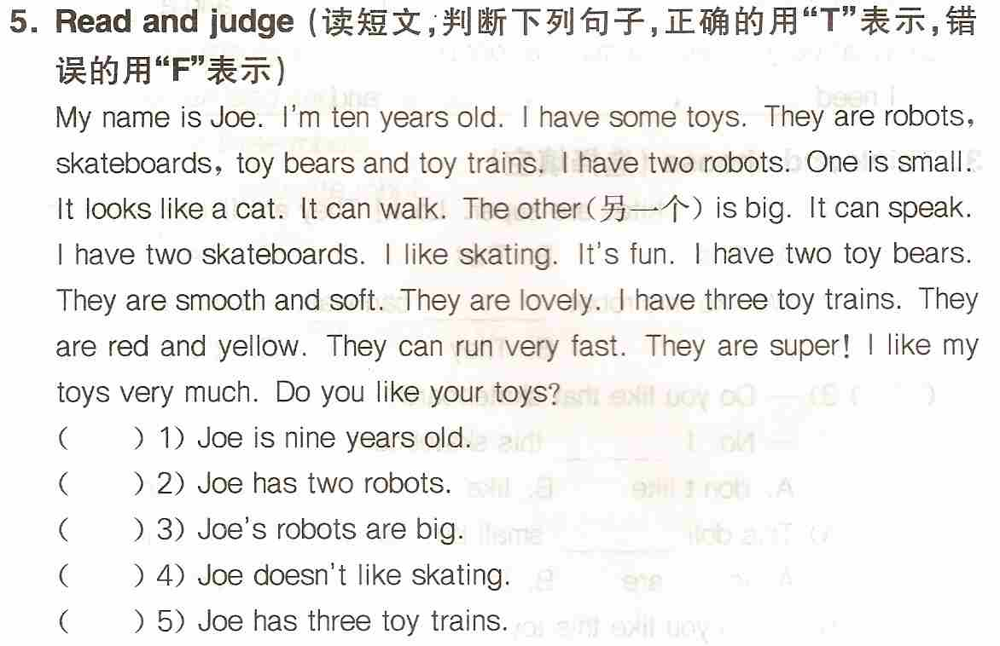 5. Read and judge (读短文,判断下列句子,正确的用“T”表示,错
误的用“F”表示)
My name is Joe. I'm ten years old. I have some toys. They are robots,
skateboards, toy bears and toy trains. I have two robots. One is small.
It looks like a cat. It can walk. The other(另一个) is big. It can speak.
I have two skateboards. I like skating. It's fun. I have two toy bears.
They are smooth and soft. They are lovely. I have three toy trains. They
are red and yellow. They can run very fast. They are super! I like my
toys very much. Do you like your toys?
( ) 1) Joe is nine years old.
( ) 2) Joe has two robots.
( ) 3) Joe's robots are big.
( ) 4) Joe doesn't like skating.
( ) 5) Joe has three toy trains.